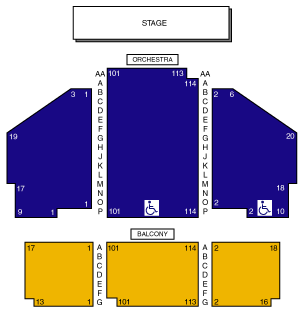 STAGE
ORCHESTRA
AA 101 113 AA
114
3 1 A A 2 6
B B
C C
D D
E E
19 F F 20
G G
H H
J J
K K
L L
17 M M 18
N N
O O 2
9 1 P 101 114 P 2 10
BALCONY
17 1 A 101 114 A 2 18
B B
C C
D D
E E
F F
13 1 G 101 113 G 2 16